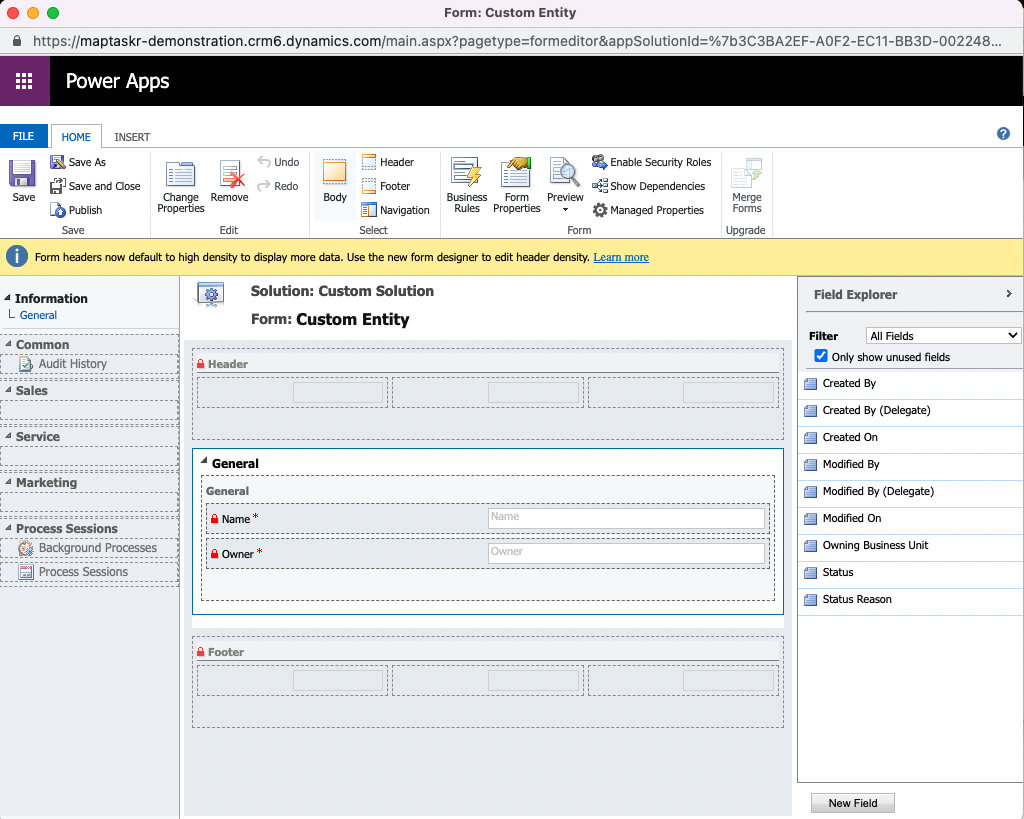 Form: Custom Entity
https://maptaskr-demonstration.crm6.dynamics.com/main.aspx?pagetype=formeditor&appSolutionId=%7b3C3BA2EF-A0F2-EC11-BB3D-002248...
Power Apps
FILE HOME INSERT
Save
Save As
Save and Close
Publish
Save
Change Properties
Remove
Undo
Redo
Edit
Body
Header
Footer
Navigation
Select
Business Rules
Form Properties
Preview
Enable Security Roles
Show Dependencies
Managed Properties
Form
Merge Forms
Upgrade
Form headers now default to high density to display more data. Use the new form designer to edit header density. Learn more
Information
General
Common
Audit History
Sales
Service
Marketing
Process Sessions
Background Processes
Process Sessions
Solution: Custom Solution
Form: Custom Entity
Header
General
General
Name * Name
Owner * Owner
Footer
Field Explorer
Filter All Fields
Only show unused fields
Created By
Created By (Delegate)
Created On
Modified By
Modified By (Delegate)
Modified On
Owning Business Unit
Status
Status Reason
New Field